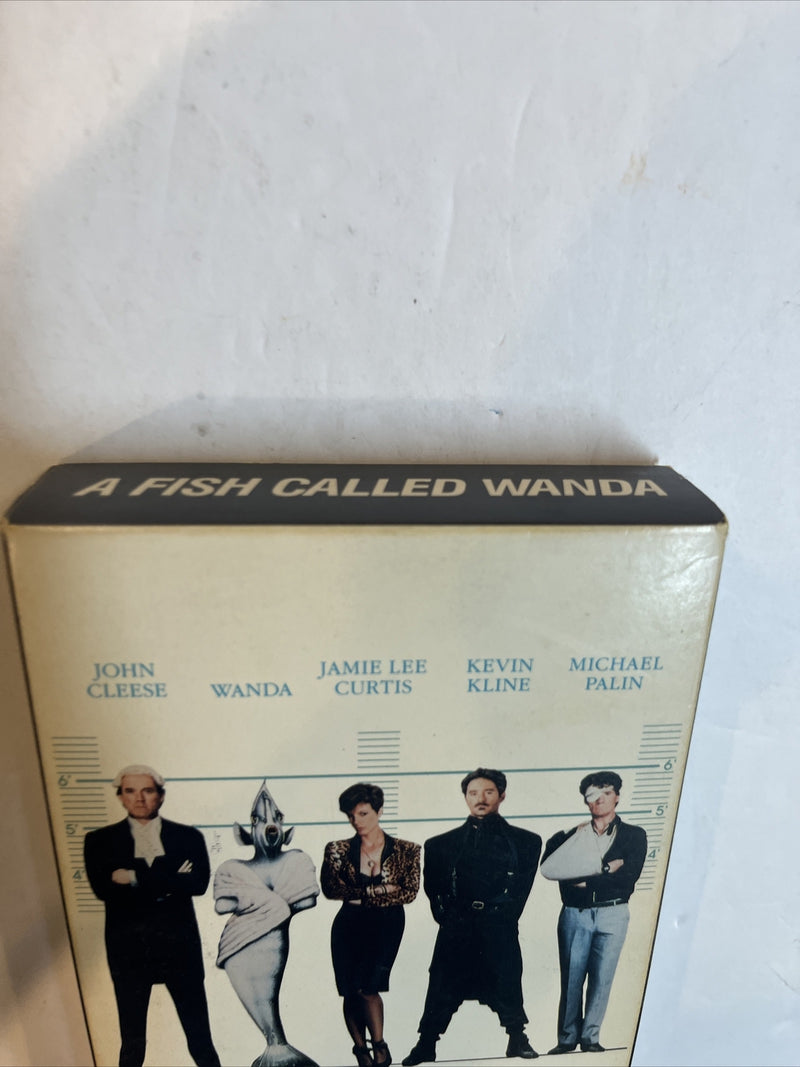 A FISH CALLED WANDA
JOHN
CLEESE
WANDA
JAMIE LEE
CURTIS
KEVIN
KLINE
MICHAEL
PALIN
6' 6'
5' 5'
4' 4'